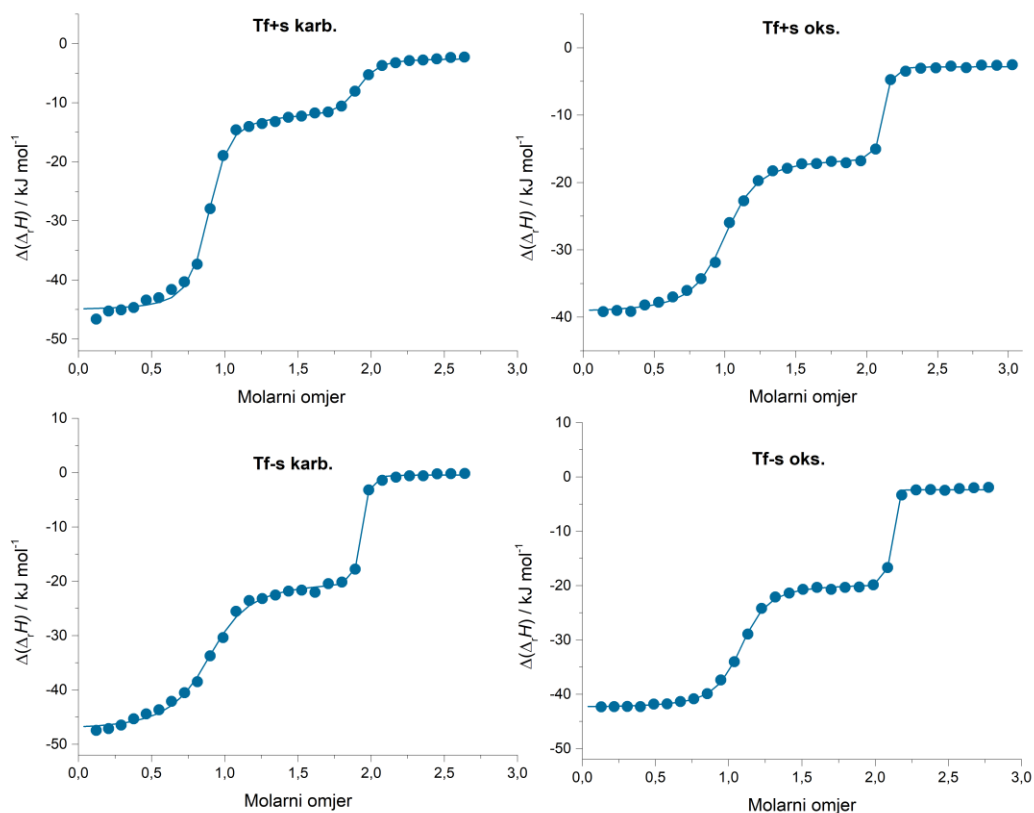 Tf+s karb.
Δ(ΔᵣH) / kJ mol⁻¹
0
-10
-20
-30
-40
-50
0,0 0,5 1,0 1,5 2,0 2,5 3,0
Molarni omjer
Tf+s oks.
Δ(ΔᵣH) / kJ mol⁻¹
0
-10
-20
-30
-40
0,0 0,5 1,0 1,5 2,0 2,5 3,0
Molarni omjer
Tf-s karb.
Δ(ΔᵣH) / kJ mol⁻¹
10
0
-10
-20
-30
-40
-50
0,0 0,5 1,0 1,5 2,0 2,5 3,0
Molarni omjer
Tf-s oks.
Δ(ΔᵣH) / kJ mol⁻¹
10
0
-10
-20
-30
-40
-50
0,0 0,5 1,0 1,5 2,0 2,5 3,0
Molarni omjer